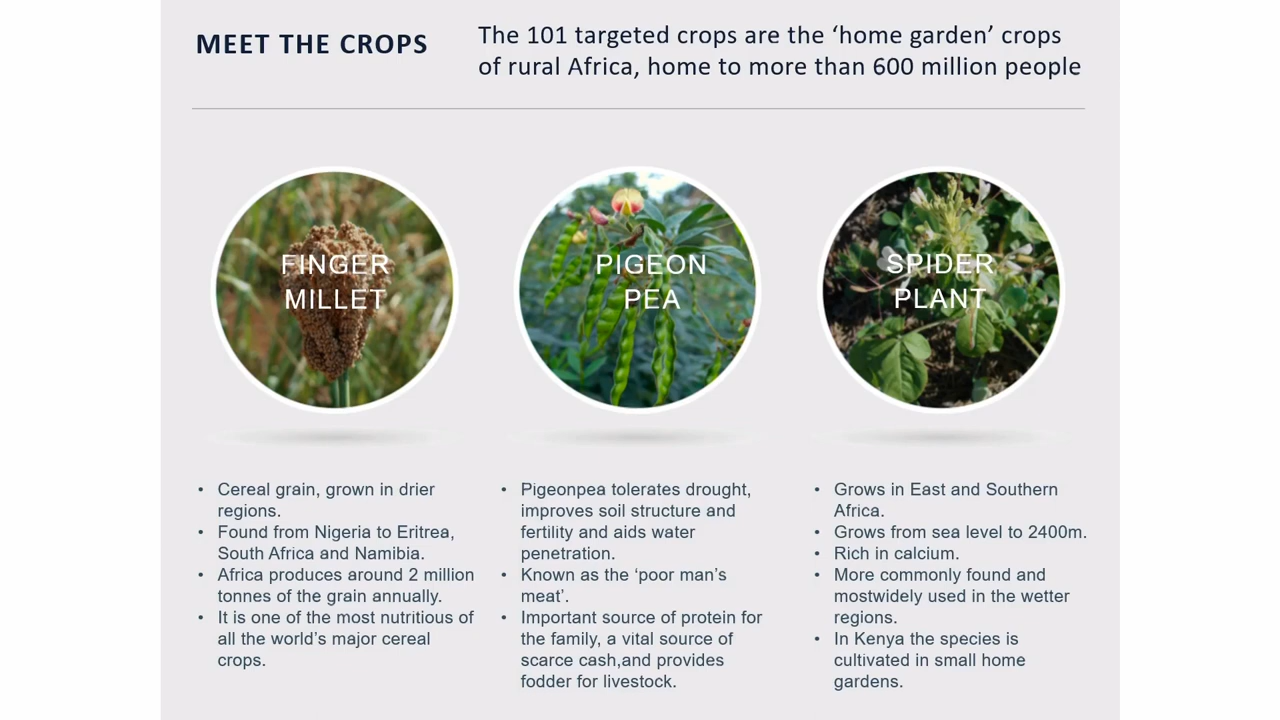 MEET THE CROPS
The 101 targeted crops are the ‘home garden’ crops
of rural Africa, home to more than 600 million people
FINGER
MILLET
PIGEON
PEA
SPIDER
PLANT
• Cereal grain, grown in drier
regions.
• Found from Nigeria to Eritrea,
South Africa and Namibia.
• Africa produces around 2 million
tonnes of the grain annually.
• It is one of the most nutritious of
all the world’s major cereal
crops.
• Pigeonpea tolerates drought,
improves soil structure and
fertility and aids water
penetration.
• Known as the ‘poor man’s
meat’.
• Important source of protein for
the family, a vital source of
scarce cash,and provides
fodder for livestock.
• Grows in East and Southern
Africa.
• Grows from sea level to 2400m.
• Rich in calcium.
• More commonly found and
mostwidely used in the wetter
regions.
• In Kenya the species is
cultivated in small home
gardens.